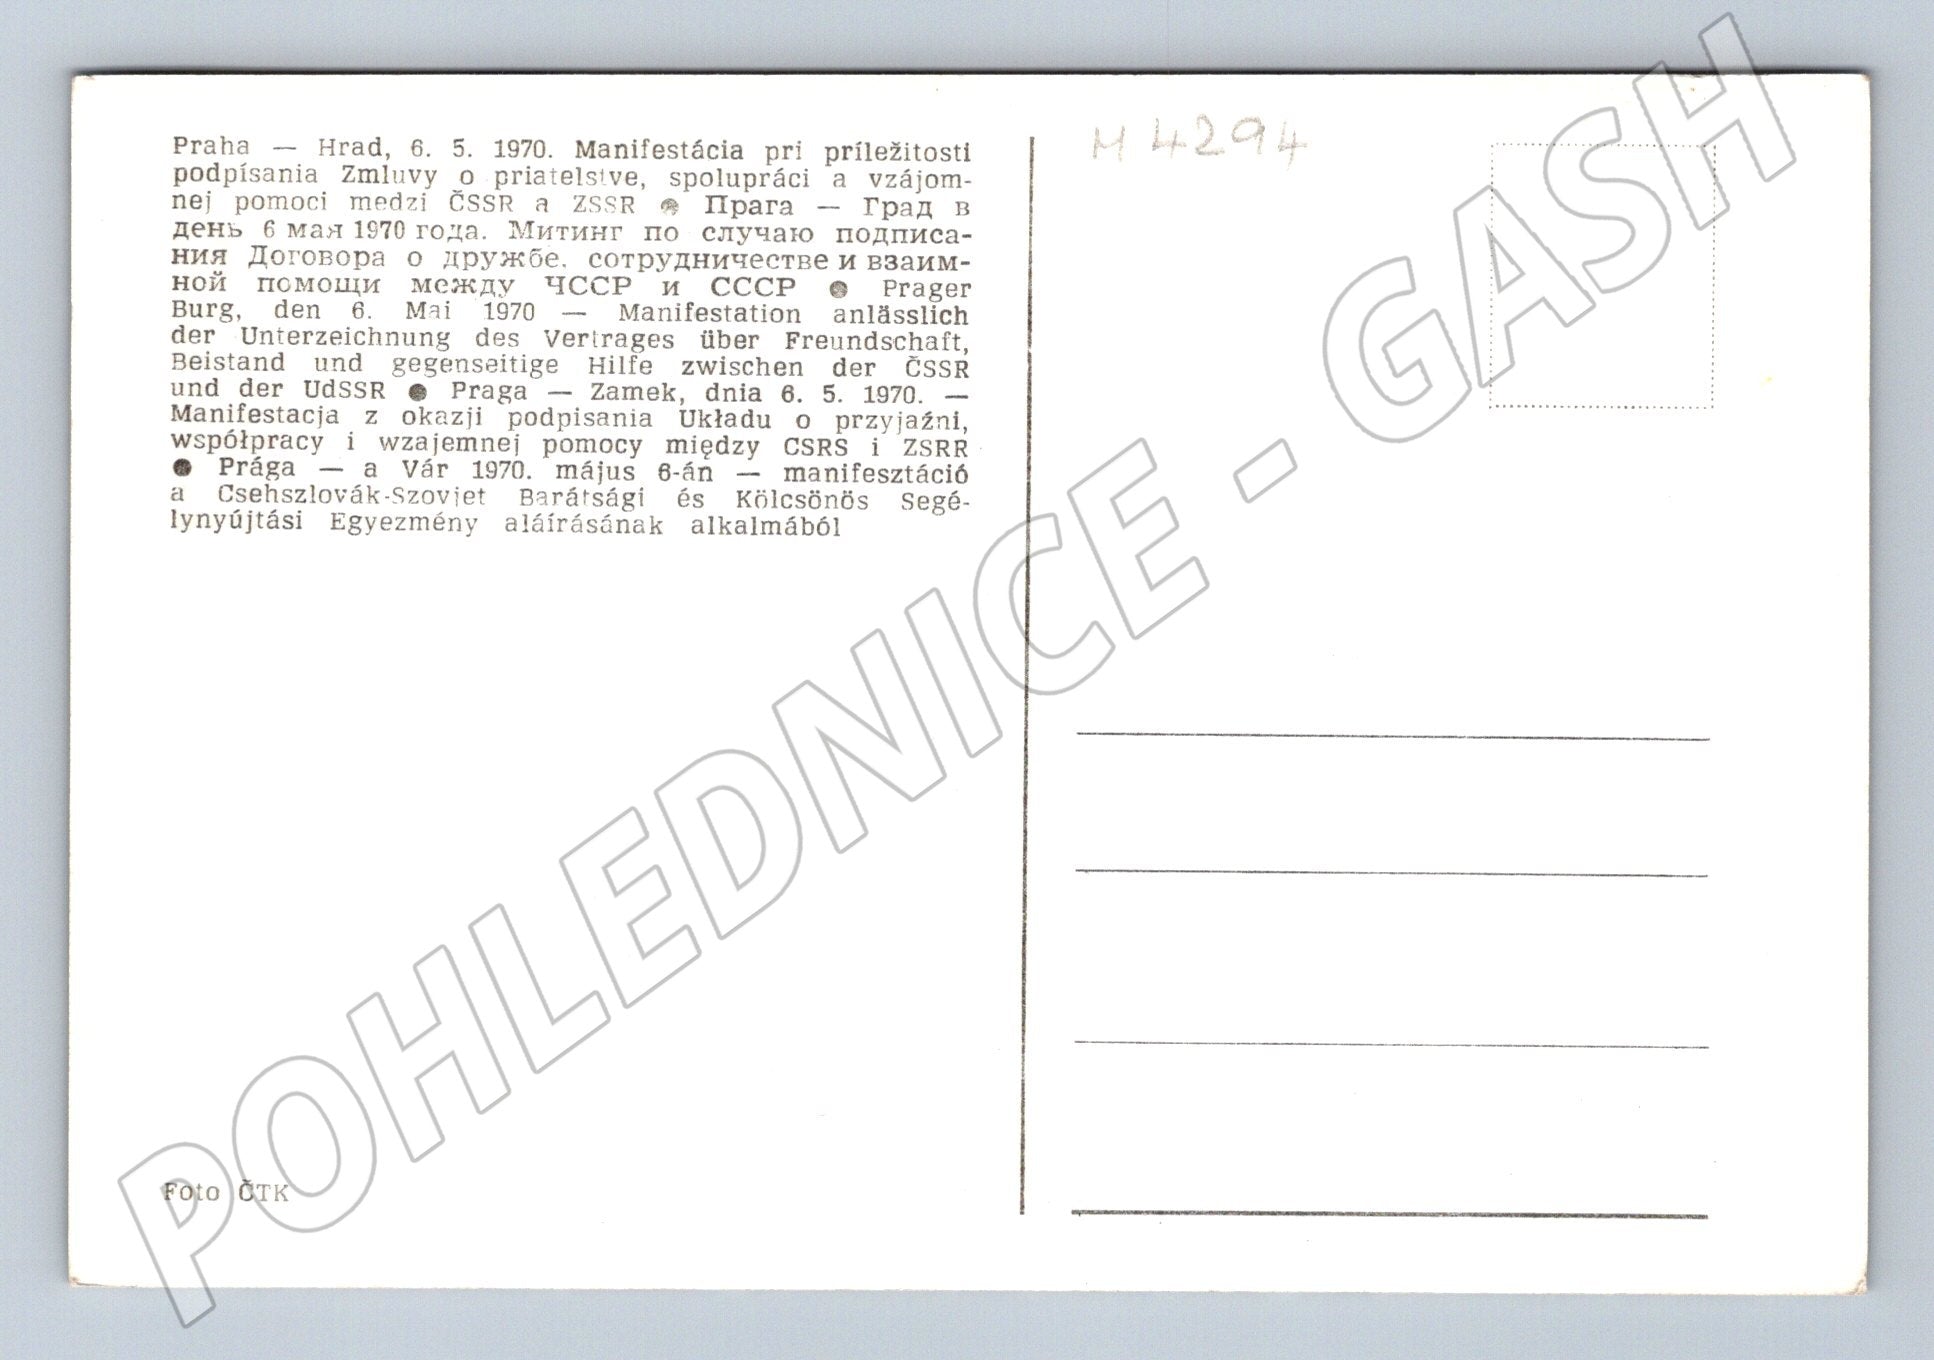 Praha — Hrad, 6. 5. 1970. Manifestácia pri príležitosti
podpísania Zmluvy o priatelstve, spolupráci a vzájom-
nej pomoci medzi ČSSR a ZSSR ● Прага — Град в
день 6 мая 1970 года. Митинг по случаю подписа-
ния Договора о дружбе, сотрудничестве и взаим-
ной помощи между ЧССР и СССР ● Prager
Burg, den 6. Mai 1970 — Manifestation anlässlich
der Unterzeichnung des Vertrages über Freundschaft,
Beistand und gegenseitige Hilfe zwischen der ČSSR
und der UdSSR ● Praga — Zamek, dnia 6. 5. 1970. —
Manifestacja z okazji podpisania Układu o przyjaźni,
współpracy i wzajemnej pomocy między CSRS i ZSRR
● Prága — a Vár 1970. május 6-án — manifesztáció
a Csehszlovák-Szovjet Barátsági és Kölcsönös Segé-
lynyújtási Egyezmény aláírásának alkalmából
Foto ČTK
M 4294
POHLEDNICE - GASH